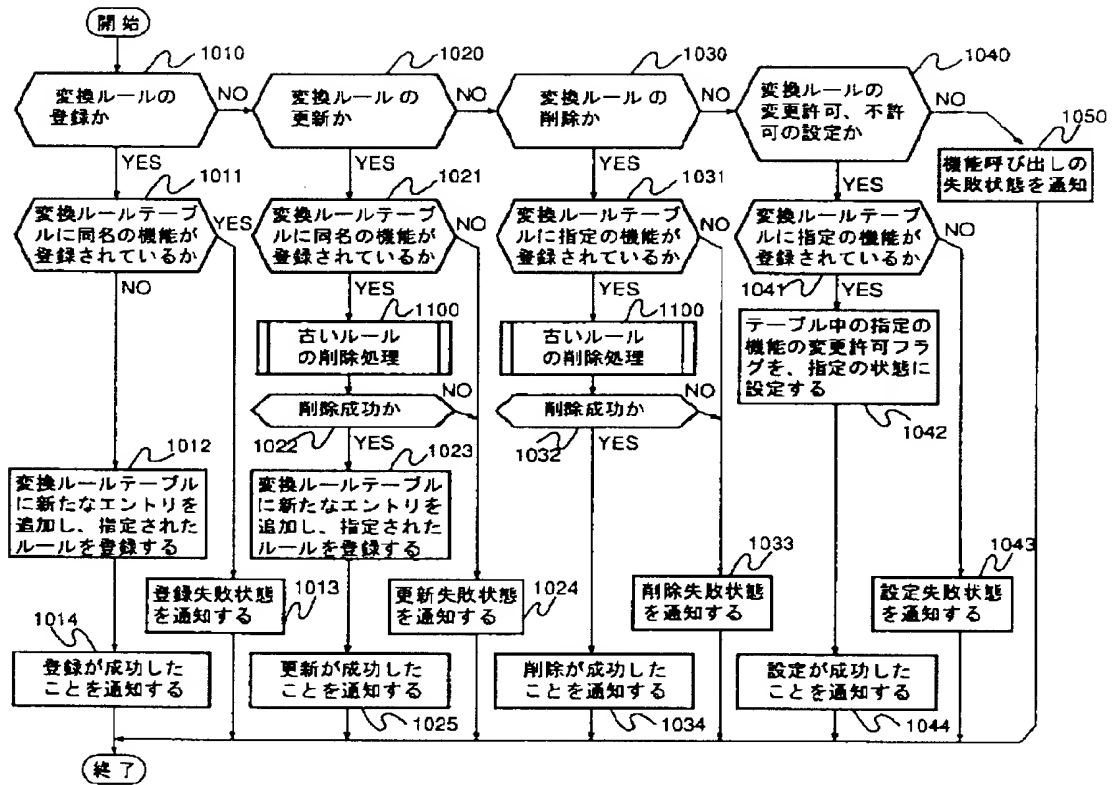 開始
1010
変換ルールの
登録か
NO
YES
1020
変換ルールの
更新か
NO
YES
1030
変換ルールの
削除か
NO
YES
1040
変換ルールの
変更許可、不許
可の設定か
NO
YES
1050
機能呼び出しの
失敗状態を通知
1011
変換ルールテーブ
ルに同名の機能が
登録されているか
YES
NO
1021
変換ルールテーブ
ルに同名の機能が
登録されているか
NO
YES
1031
変換ルールテーブ
ルに指定の機能が
登録されているか
NO
YES
変換ルールテーブ
ルに指定の機能が
登録されているか
NO
1041
YES
1100
古いルール
の削除処理
1100
古いルール
の削除処理
テーブル中の指定の
機能の変更許可フラ
グを、指定の状態に
設定する
1042
削除成功か
NO
1022
YES
削除成功か
NO
1032
YES
1012
変換ルールテーブル
に新たなエントリを
追加し、指定された
ルールを登録する
1023
変換ルールテーブル
に新たなエントリを
追加し、指定された
ルールを登録する
登録失敗状態
を通知する
1013
更新失敗状態
を通知する
1024
1033
削除失敗状態
を通知する
1043
設定失敗状態
を通知する
1014
登録が成功した
ことを通知する
更新が成功した
ことを通知する
1025
削除が成功した
ことを通知する
1034
設定が成功した
ことを通知する
1044
終了